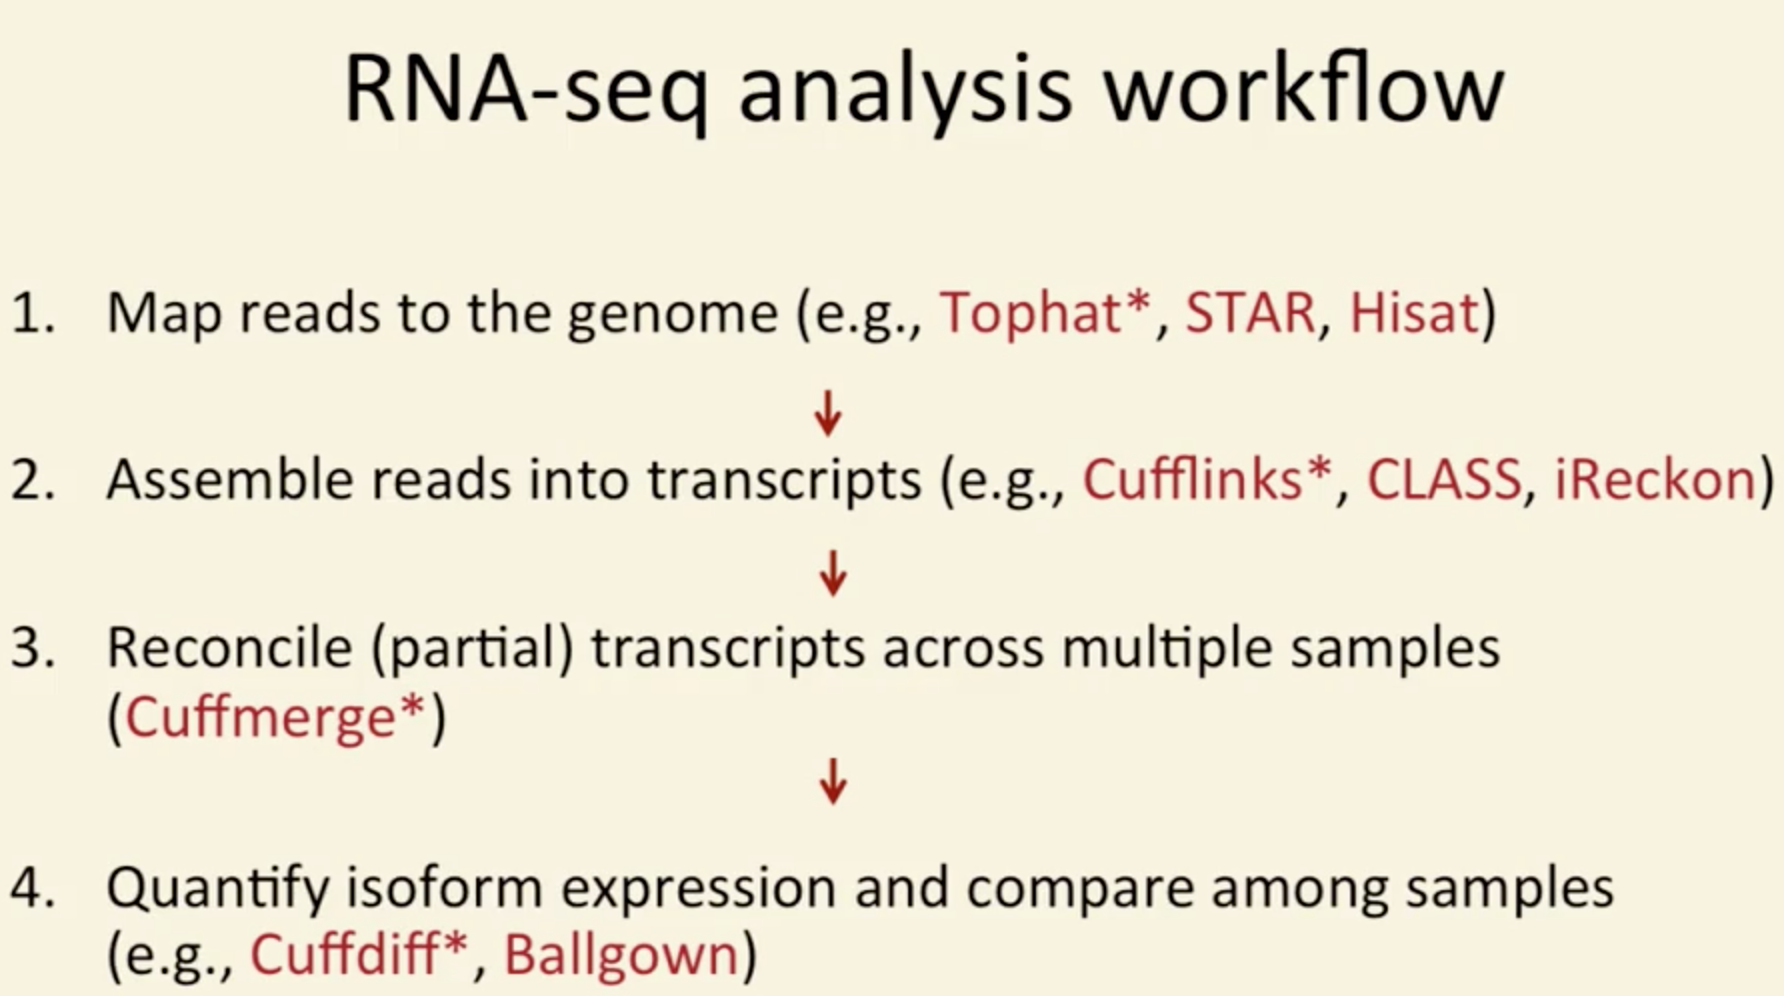 RNA-seq analysis workflow
1. Map reads to the genome (e.g., Tophat*, STAR, Hisat)
2. Assemble reads into transcripts (e.g., Cufflinks*, CLASS, iReckon)
3. Reconcile (partial) transcripts across multiple samples
(Cuffmerge*)
4. Quantify isoform expression and compare among samples
(e.g., Cuffdiff*, Ballgown)